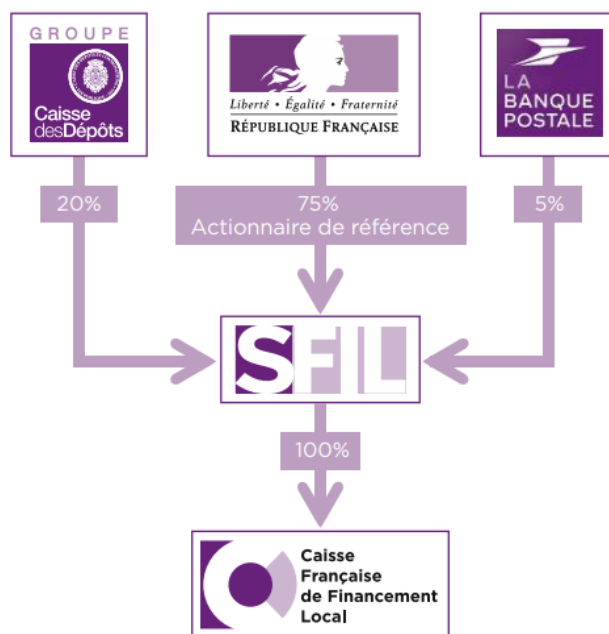 GROUPE
Caisse
desDépôts
Liberté • Égalité • Fraternité
RÉPUBLIQUE FRANÇAISE
LA
BANQUE
POSTALE
20%
75%
Actionnaire de référence
5%
SFIL
100%
Caisse
Française
de Financement
Local